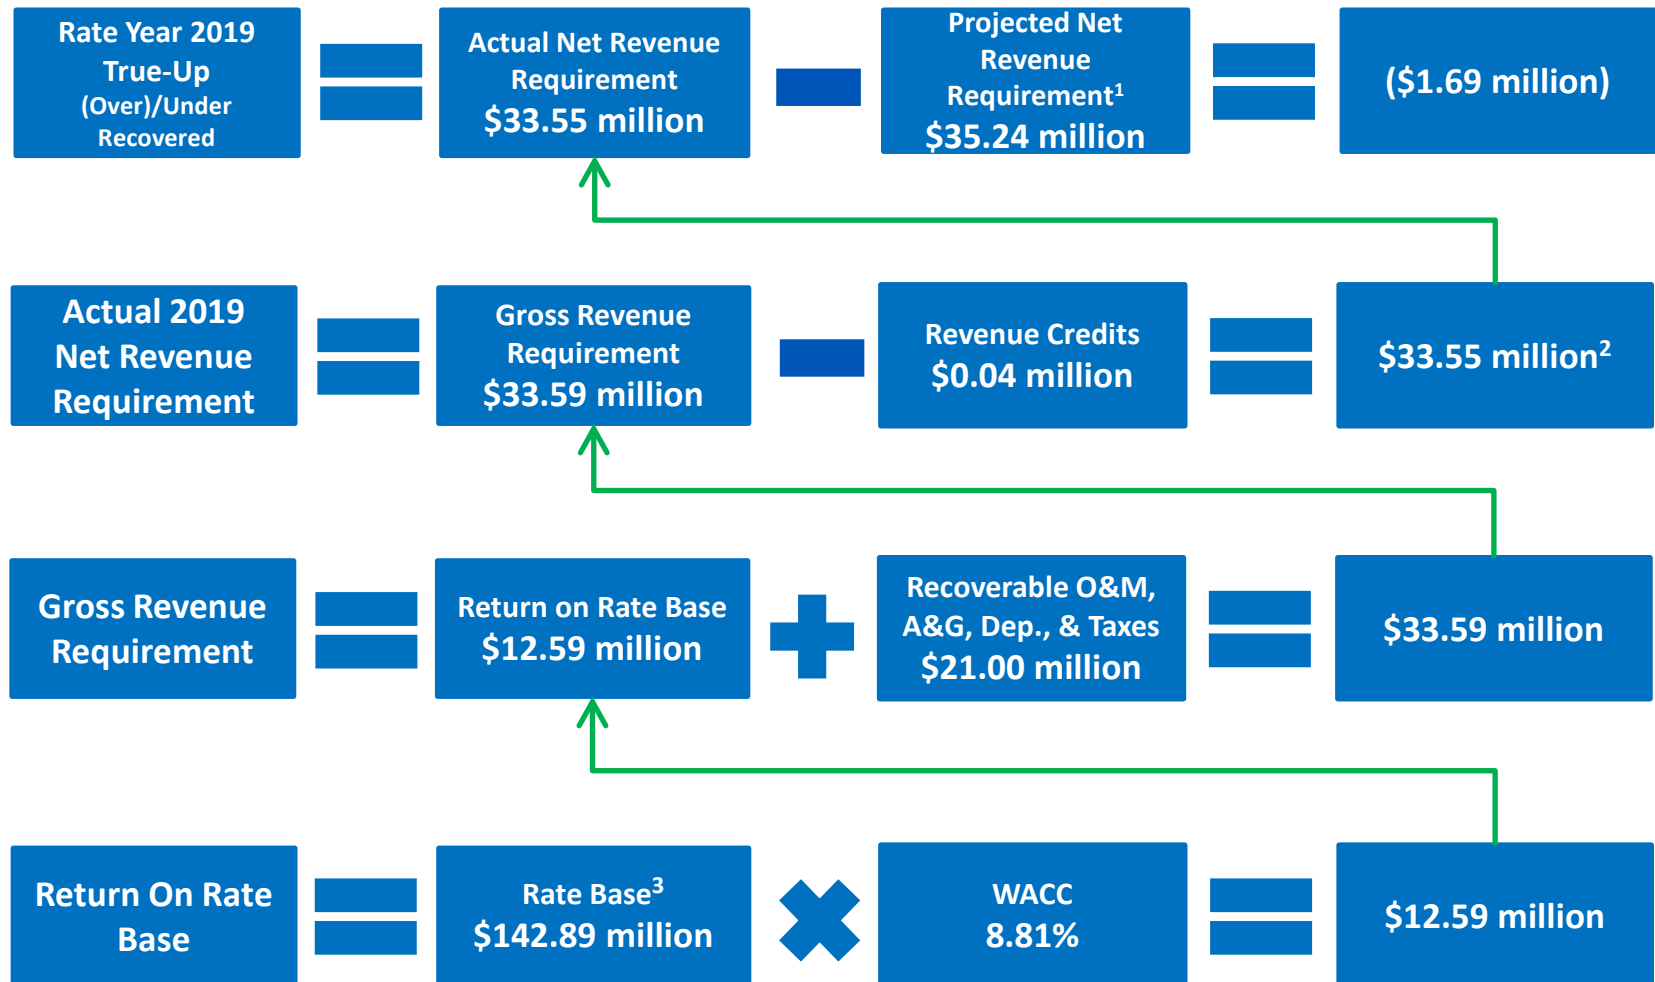 Rate Year 2019
True-Up
(Over)/Under
Recovered
Actual Net Revenue
Requirement
$33.55 million
Projected Net
Revenue
Requirement¹
$35.24 million
($1.69 million)
Actual 2019
Net Revenue
Requirement
Gross Revenue
Requirement
$33.59 million
Revenue Credits
$0.04 million
$33.55 million²
Gross Revenue
Requirement
Return on Rate Base
$12.59 million
Recoverable O&M,
A&G, Dep., & Taxes
$21.00 million
$33.59 million
Return On Rate
Base
Rate Base³
$142.89 million
WACC
8.81%
$12.59 million